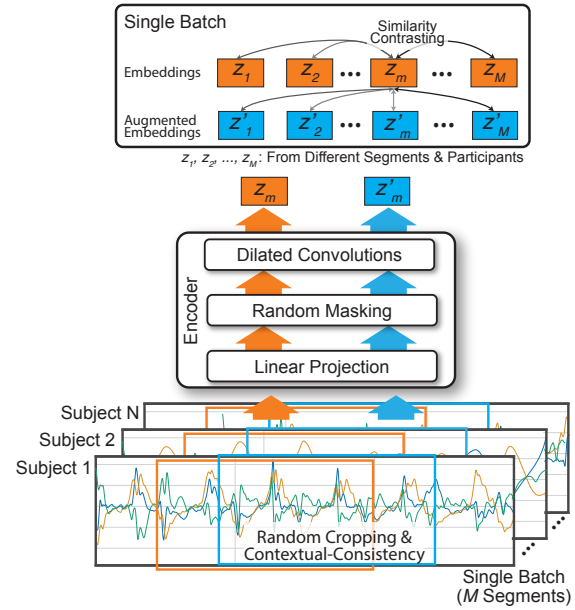 Single Batch
Similarity
Contrasting
Embeddings
z1 z2 ••• zm ••• zM
Augmented
Embeddings
z'1 z'2 ••• z'm ••• z'M
z1, z2, ..., zM: From Different Segments & Participants
zm z'm
Encoder
Dilated Convolutions
Random Masking
Linear Projection
Subject N
Subject 2
Subject 1
Random Cropping &
Contextual-Consistency
Single Batch
(M Segments)